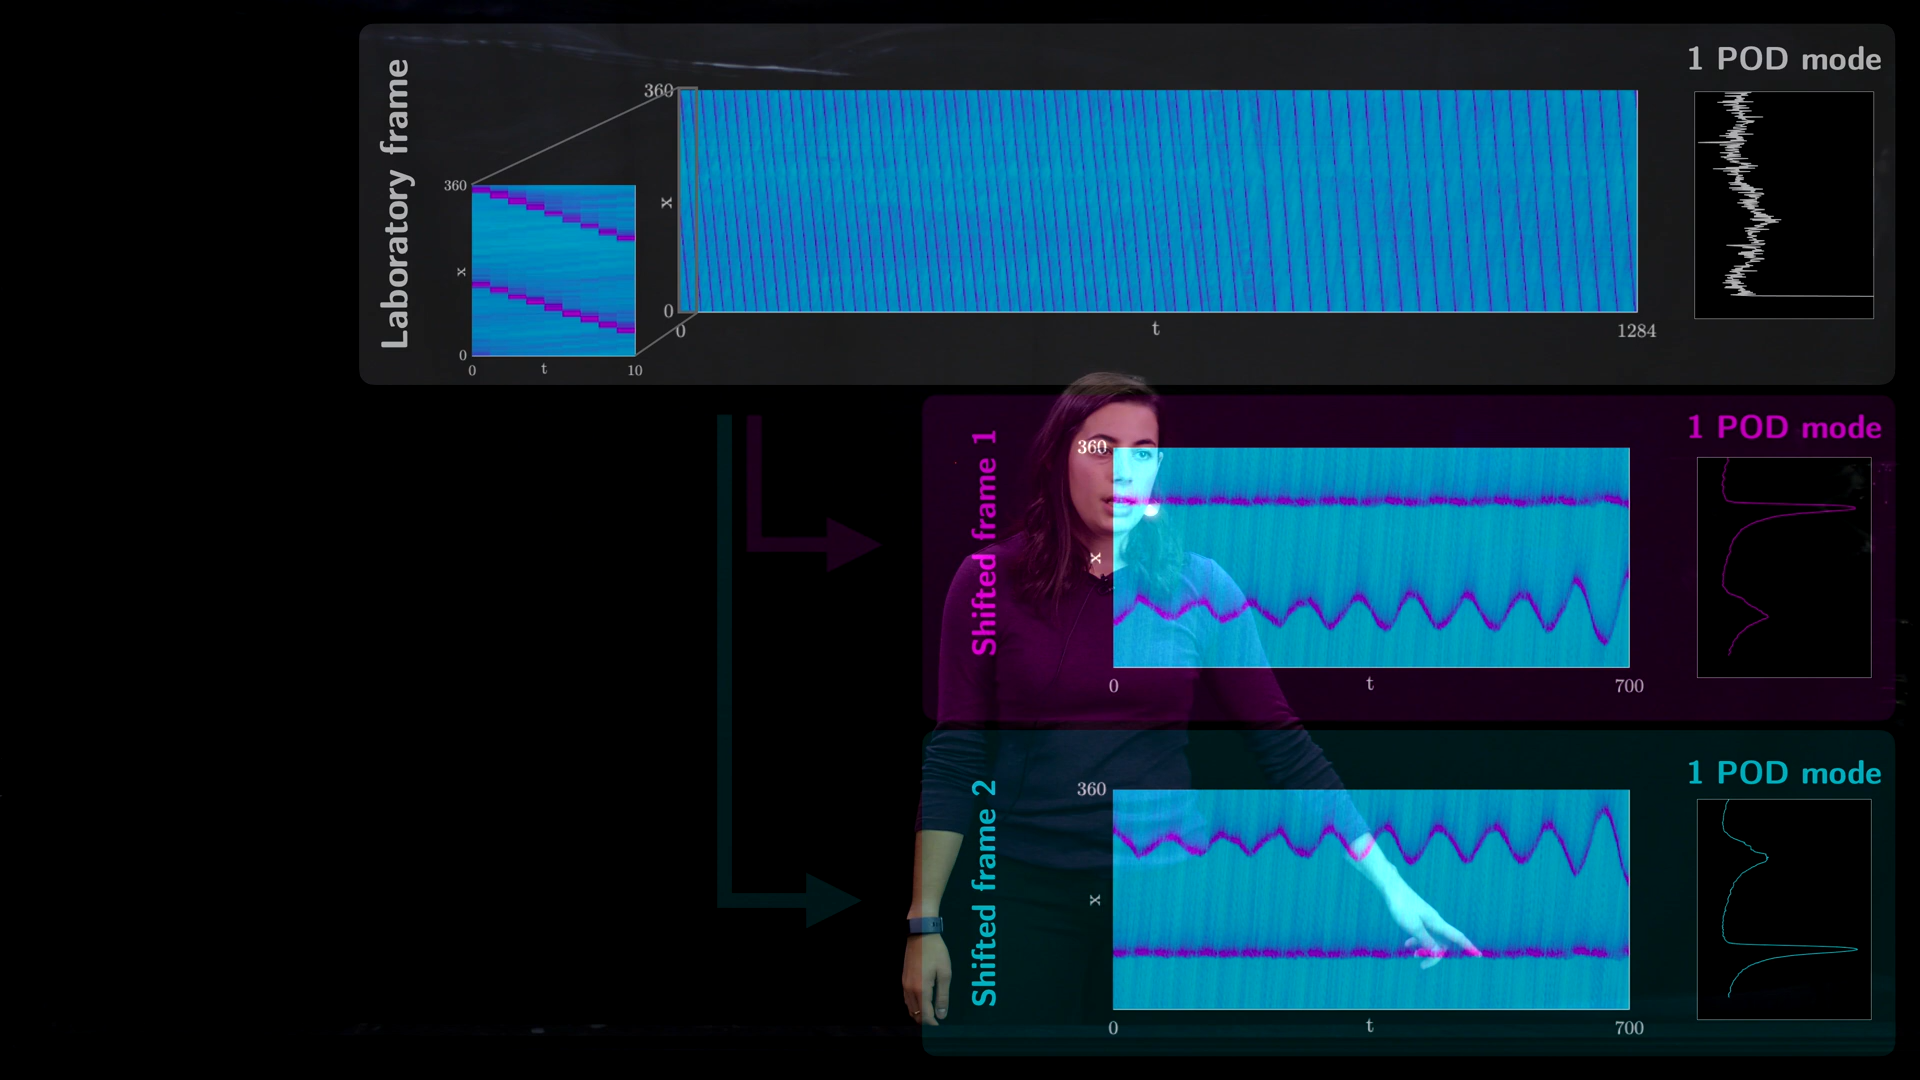 Laboratory frame
360
x
0
0
t
10
360
x
0
0
t
1284
1 POD mode
Shifted frame 1
360
x
0
t
700
1 POD mode
Shifted frame 2
360
x
0
t
700
1 POD mode